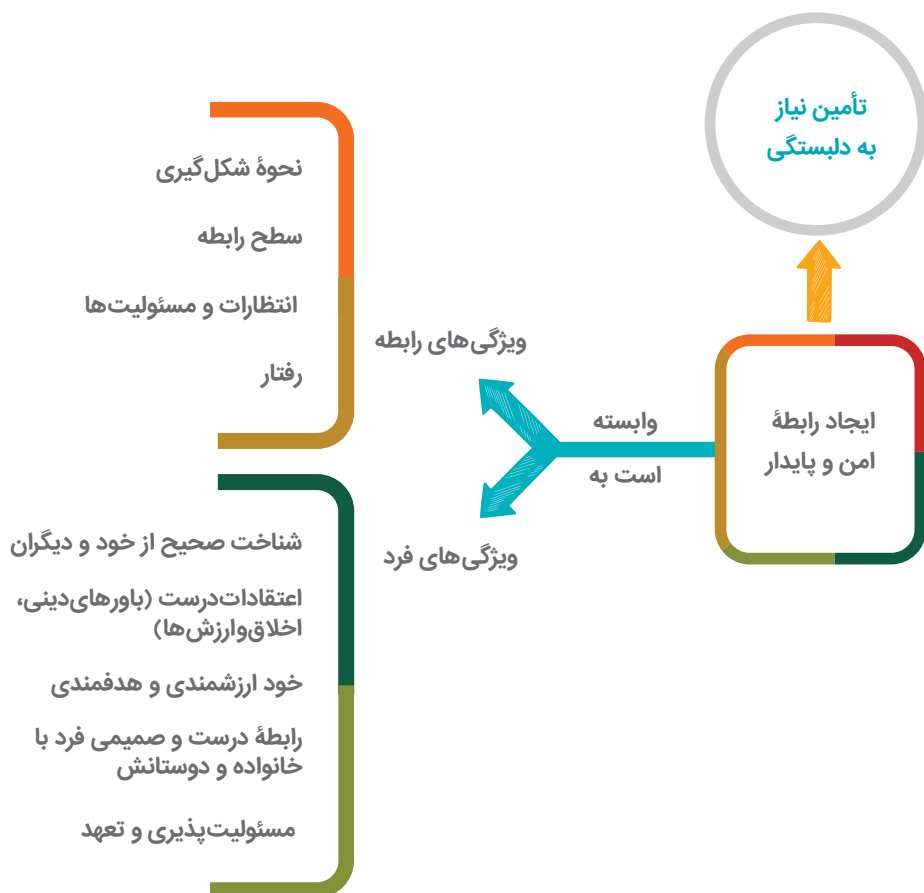 تأمین نیاز
به دلبستگی
ایجاد رابطهٔ
امن و پایدار
وابسته
است به
ویژگی‌های رابطه
نحوهٔ شکل‌گیری
سطح رابطه
انتظارات و مسئولیت‌ها
رفتار
ویژگی‌های فرد
شناخت صحیح از خود و دیگران
اعتقادات‌درست (باورهای‌دینی،
اخلاق‌وارزش‌ها)
خود ارزشمندی و هدفمندی
رابطهٔ درست و صمیمی فرد با
خانواده و دوستانش
مسئولیت‌پذیری و تعهد